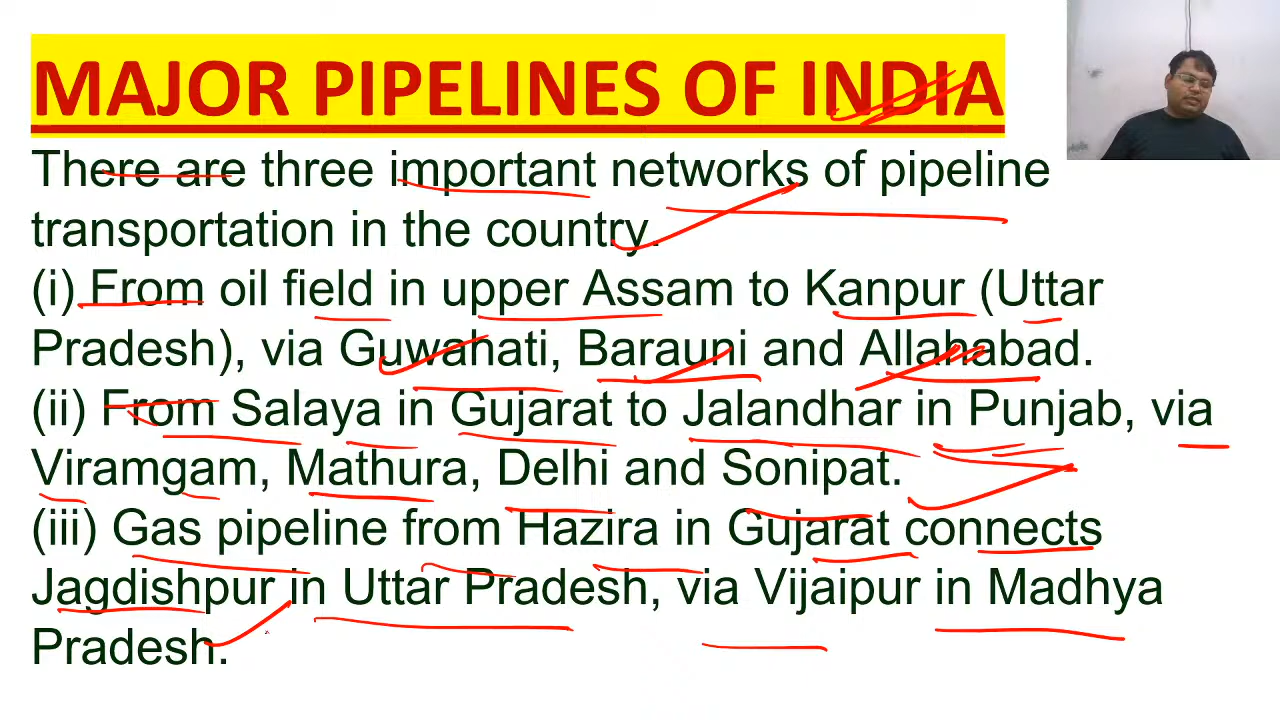 MAJOR PIPELINES OF INDIA
There are three important networks of pipeline
transportation in the country.
(i) From oil field in upper Assam to Kanpur (Uttar
Pradesh), via Guwahati, Barauni and Allahabad.
(ii) From Salaya in Gujarat to Jalandhar in Punjab, via
Viramgam, Mathura, Delhi and Sonipat.
(iii) Gas pipeline from Hazira in Gujarat connects
Jagdishpur in Uttar Pradesh, via Vijaipur in Madhya
Pradesh.